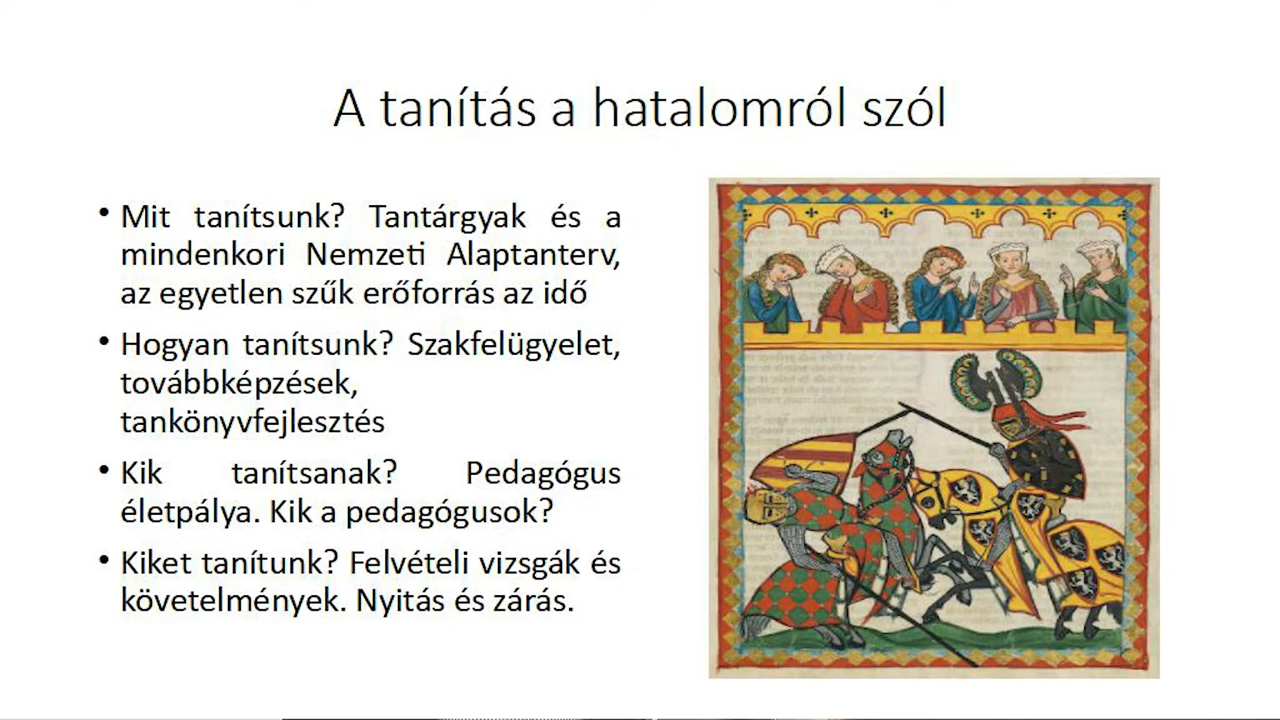 A tanítás a hatalomról szól
• Mit tanítsunk? Tantárgyak és a
mindenkori Nemzeti Alaptanterv,
az egyetlen szűk erőforrás az idő
• Hogyan tanítsunk? Szakfelügyelet,
továbbképzések,
tankönyvfejlesztés
• Kik tanítsanak? Pedagógus
életpálya. Kik a pedagógusok?
• Kiket tanítunk? Felvételi vizsgák és
követelmények. Nyitás és zárás.